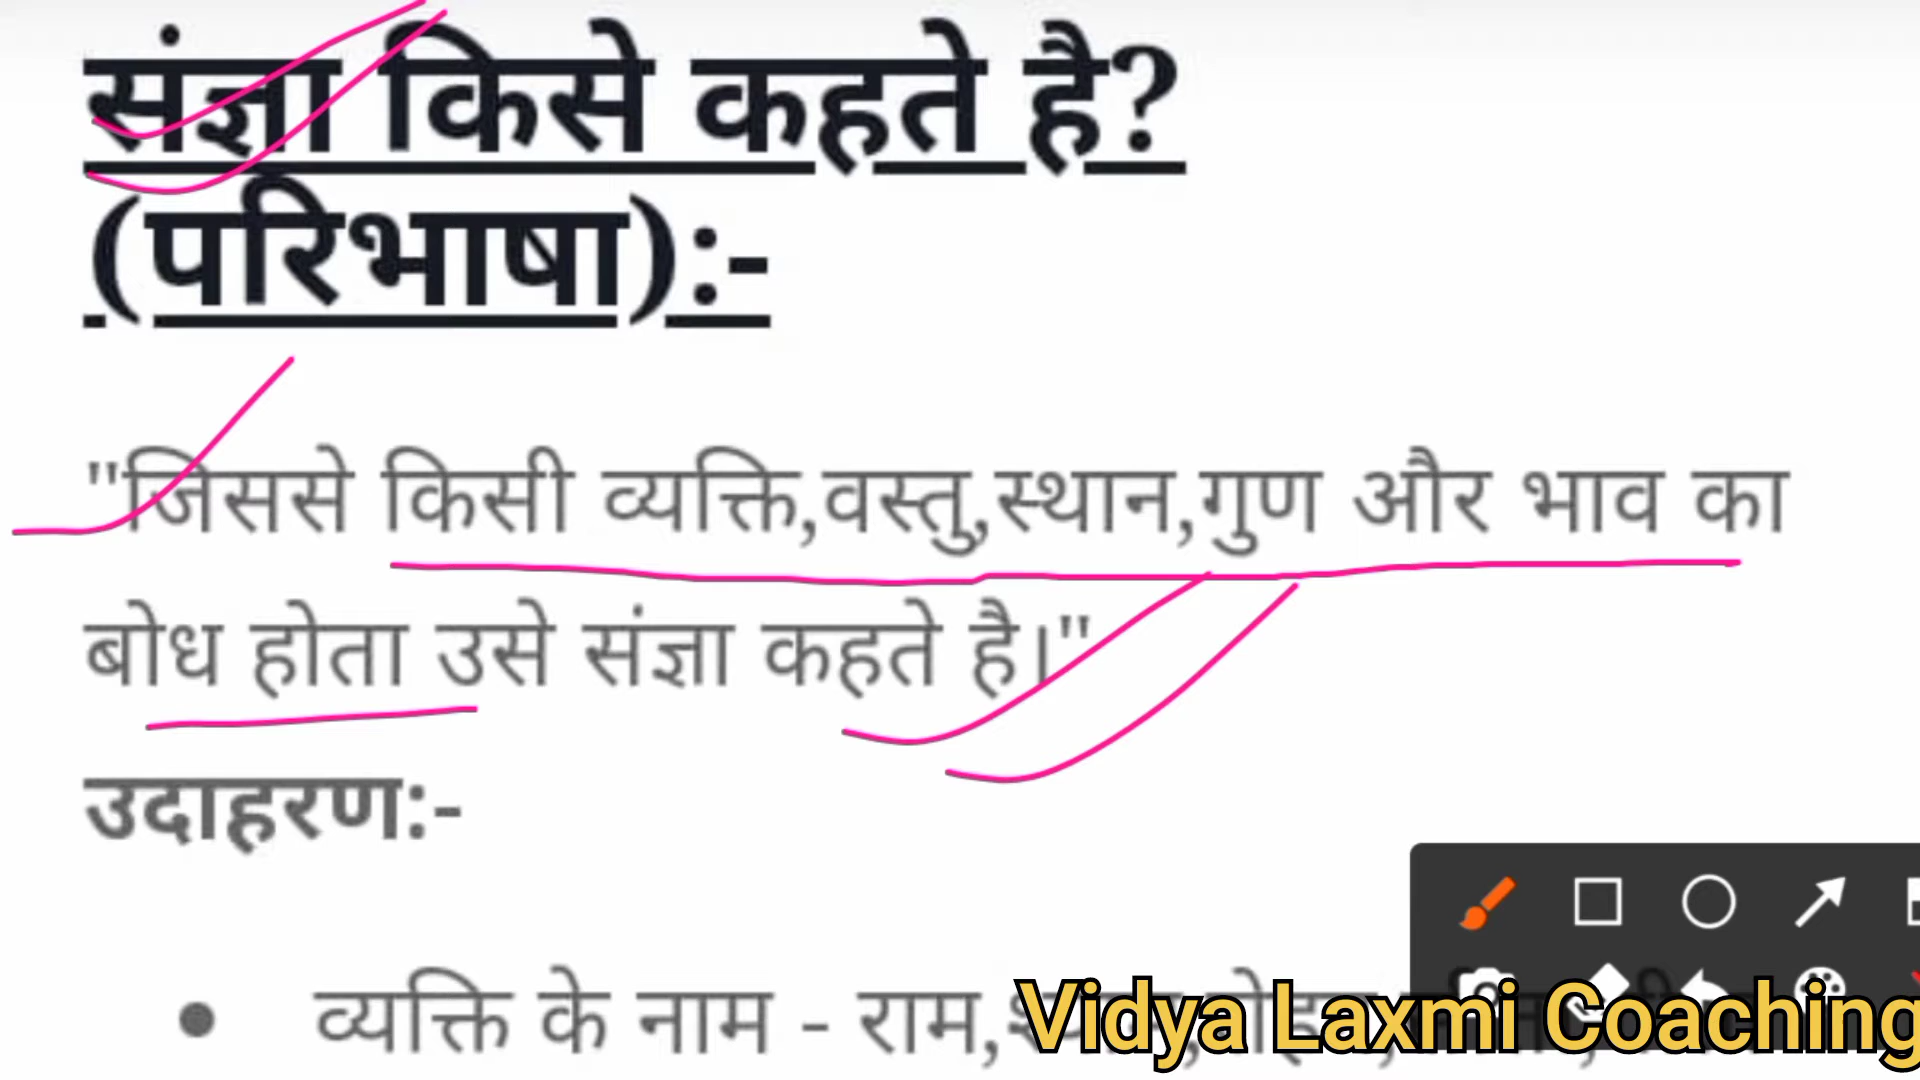 संज्ञा किसे कहते है?
(परिभाषा):-
"जिससे किसी व्यक्ति,वस्तु,स्थान,गुण और भाव का
बोध होता उसे संज्ञा कहते है।"
उदाहरण:-
• व्यक्ति के नाम - राम,
Vidya Laxmi Coaching